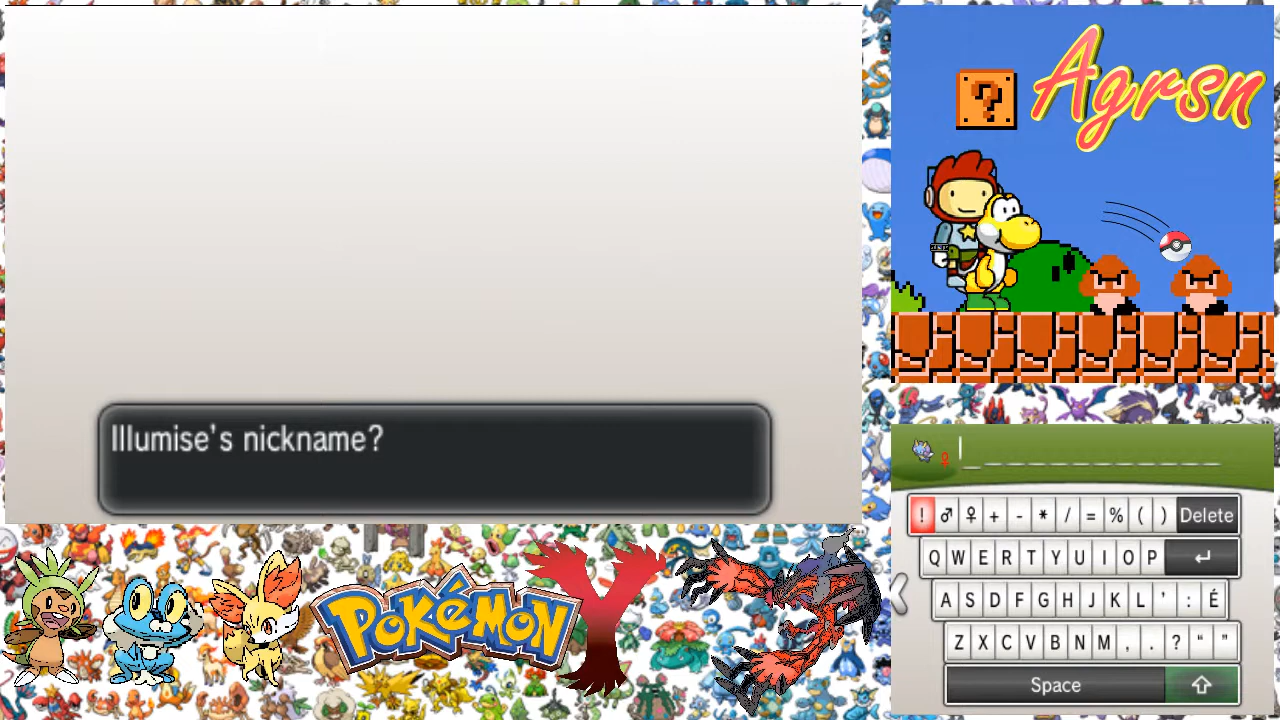 Agrsn
?
Illumise's nickname?
! ♂ ♀ + - * / = % ( ) Delete
Q W E R T Y U I O P ↵
A S D F G H J K L ' : É
Z X C V B N M , . ? “ ”
Space ⇧
POKéMON Y